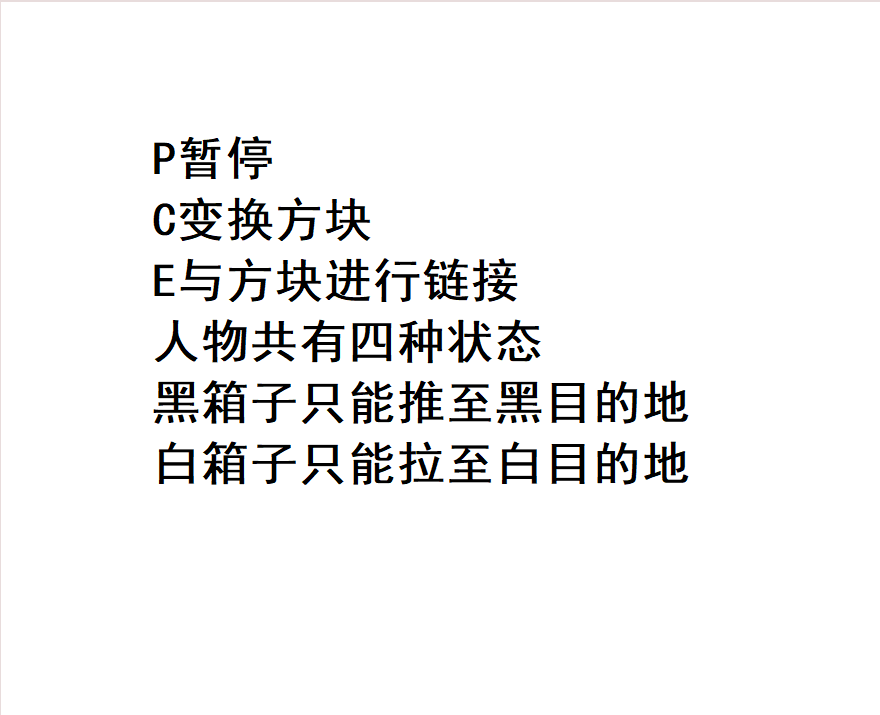 P暂停
C变换方块
E与方块进行链接
人物共有四种状态
黑箱子只能推至黑目的地
白箱子只能拉至白目的地